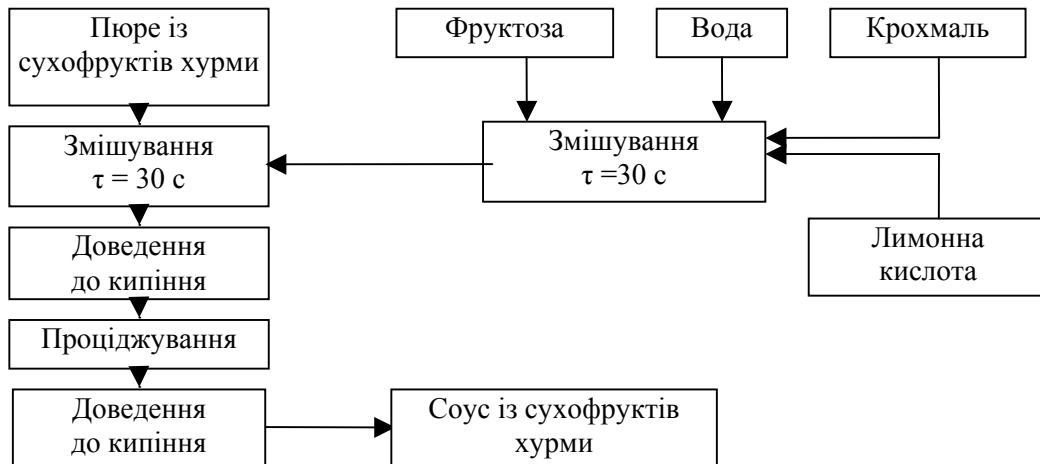 Пюре із
сухофруктів хурми
Фруктоза
Вода
Крохмаль
Змішування
τ = 30 с
Змішування
τ =30 с
Доведення
до кипіння
Лимонна
кислота
Проціджування
Доведення
до кипіння
Соус із сухофруктів
хурми